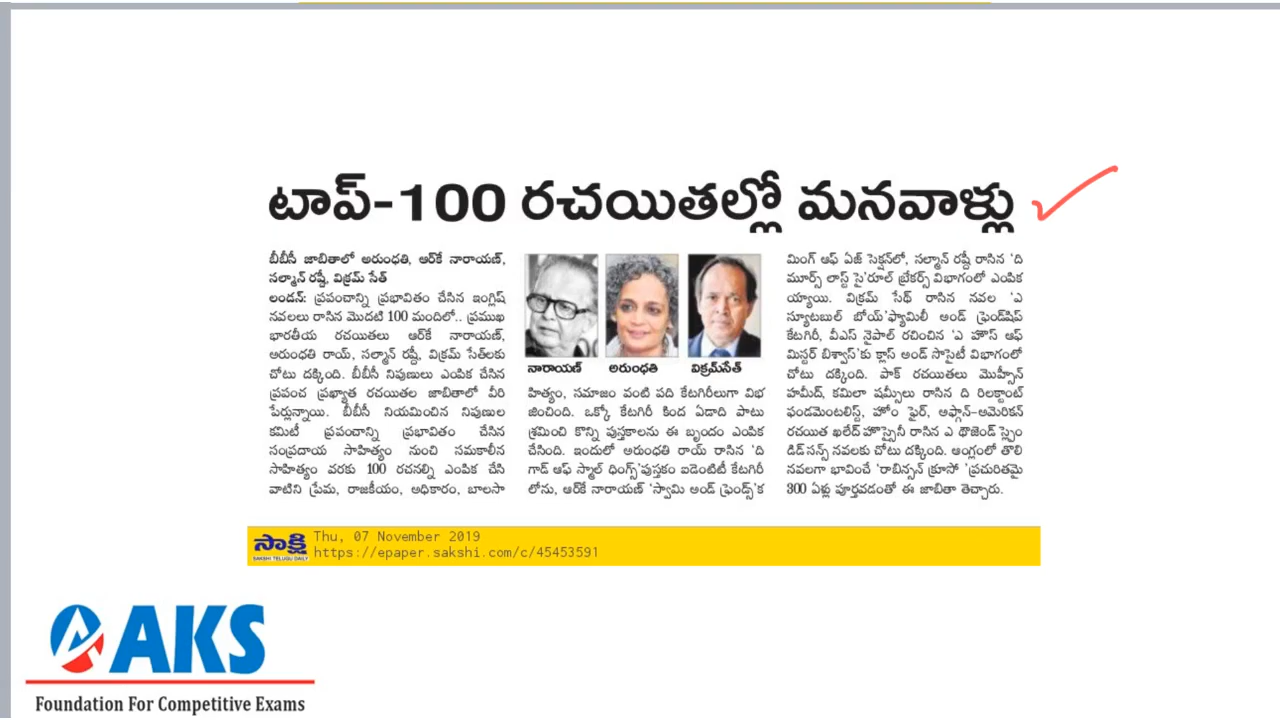 టాప్-100 రచయితల్లో మనవాళ్లు
బీబీసీ జాబితాలో అరుంధతి, ఆర్‌కే నారాయణ్,
సల్మాన్ రష్దీ, విక్రమ్ సేత్
లండన్: ప్రపంచాన్ని ప్రభావితం చేసిన ఇంగ్లిష్
నవలలు రాసిన మొదటి 100 మందిలో.. ప్రముఖ
భారతీయ రచయితలు ఆర్‌కే నారాయణ్,
అరుంధతి రాయ్, సల్మాన్ రష్దీ, విక్రమ్ సేత్‌లకు
చోటు దక్కింది. బీబీసీ నిపుణులు ఎంపిక చేసిన
ప్రపంచ ప్రఖ్యాత రచయితల జాబితాలో వీరి
పేర్లున్నాయి. బీబీసీ నియమించిన నిపుణుల
కమిటీ ప్రపంచాన్ని ప్రభావితం చేసిన
సంప్రదాయ సాహిత్యం నుంచి సమకాలీన
సాహిత్యం వరకు 100 రచనల్ని ఎంపిక చేసి
వాటిని ప్రేమ, రాజకీయం, అధికారం, బాలసా
నారాయణ్ అరుంధతి విక్రమ్‌సేత్
హిత్యం, సమాజం వంటి పది కేటగిరీలుగా విభ
జించింది. ఒక్కో కేటగిరీ కింద ఏడాది పాటు
శ్రమించి కొన్ని పుస్తకాలను ఈ బృందం ఎంపిక
చేసింది. ఇందులో అరుంధతి రాయ్ రాసిన 'ది
గాడ్ ఆఫ్ స్మాల్ థింగ్స్'పుస్తకం ఐడెంటిటీ కేటగిరీ
లోను, ఆర్‌కే నారాయణ్ 'స్వామి అండ్ ఫ్రెండ్స్'క
మింగ్ ఆఫ్ ఏజ్ సెక్షన్‌లో, సల్మాన్ రష్దీ రాసిన 'ది
మూర్స్ లాస్ట్ సై'రూల్ బ్రేకర్స్ విభాగంలో ఎంపిక
య్యాయి. విక్రమ్ సేథ్ రాసిన నవల 'ఎ
స్యూటబుల్ బోయ్'ఫ్యామిలీ అండ్ ఫ్రెండ్‌షిప్
కేటగిరీ, వీఎస్ నైపాల్ రచించిన 'ఏ హౌస్ ఆఫ్
మిస్టర్ బిశ్వాస్'కు క్లాస్ అండ్ సొసైటీ విభాగంలో
చోటు దక్కింది. పాక్ రచయితలు మొహ్సీన్
హమీద్, కమిలా షమ్సీలు రాసిన ది రిలక్టాంట్
ఫండమెంటలిస్ట్, హోం ఫైర్, అఫ్గాన్-అమెరికన్
రచయిత ఖలేద్ హొస్సైనీ రాసిన ఎ థౌజెండ్ స్ప్లెం
డిడ్ సన్స్ నవలకు చోటు దక్కింది. ఆంగ్లంలో తొలి
నవలగా భావించే 'రాబిన్సన్ క్రూసో 'ప్రచురితమై
300 ఏళ్లు పూర్తవడంతో ఈ జాబితా తెచ్చారు.
సాక్షి
SAKSHI TELUGU DAILY
Thu, 07 November 2019
https://epaper.sakshi.com/c/45453591
AKS
Foundation For Competitive Exams